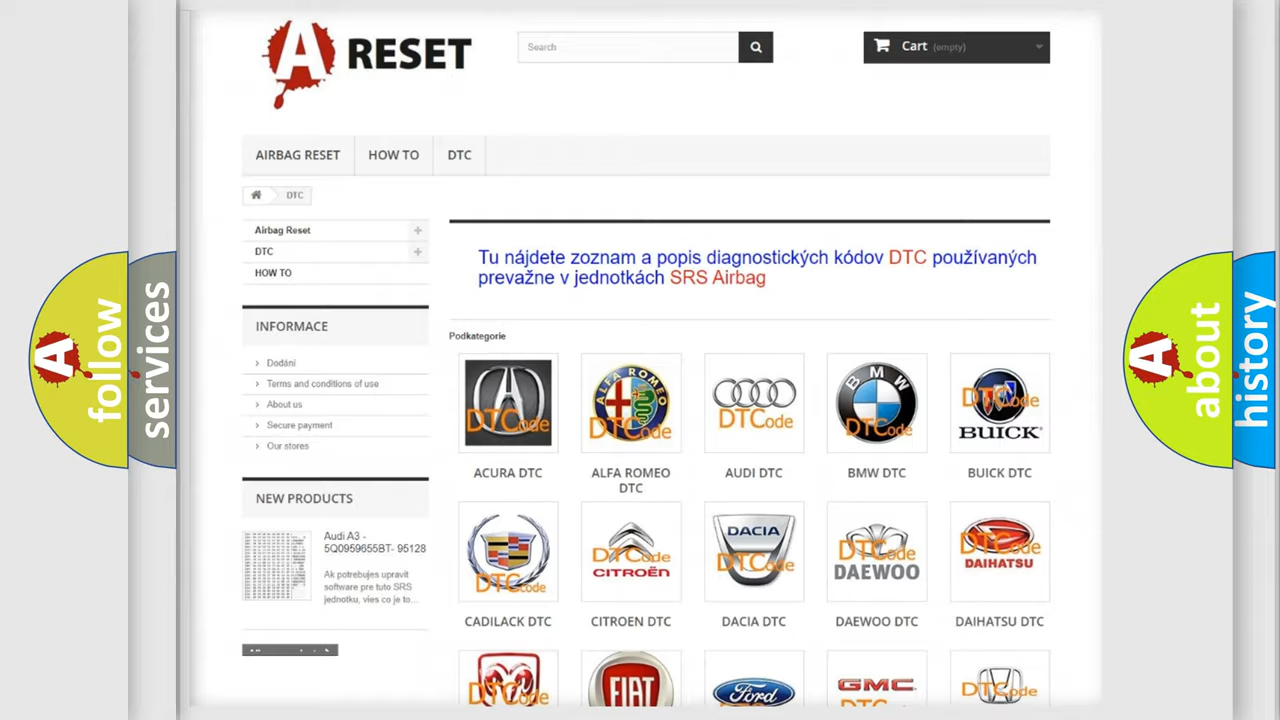 A RESET
Search
Cart (empty)
AIRBAG RESET
HOW TO
DTC
DTC
Airbag Reset
DTC
HOW TO
INFORMACE
Dodání
Terms and conditions of use
About us
Secure payment
Our stores
NEW PRODUCTS
Audi A3 -
5Q0959655BT- 95128
Ak potrebujes upravit
software pre tuto SRS
jednotku, vies co je to...
Tu nájdete zoznam a popis diagnostických kódov DTC používaných
prevažne v jednotkách SRS Airbag
Podkategorie
DTCode
ALFA ROMEO
DTCode
DTCode
BMW
DTCode
DTCode
BUICK
ACURA DTC
ALFA ROMEO
DTC
AUDI DTC
BMW DTC
BUICK DTC
DTCode
DTCode
CITROËN
DACIA
DTCode
DTCode
DAEWOO
DTCode
DAIHATSU
CADILACK DTC
CITROEN DTC
DACIA DTC
DAEWOO DTC
DAIHATSU DTC
DTCode
FIAT
Ford
GMC
DTCode
A follow
services
A about
history